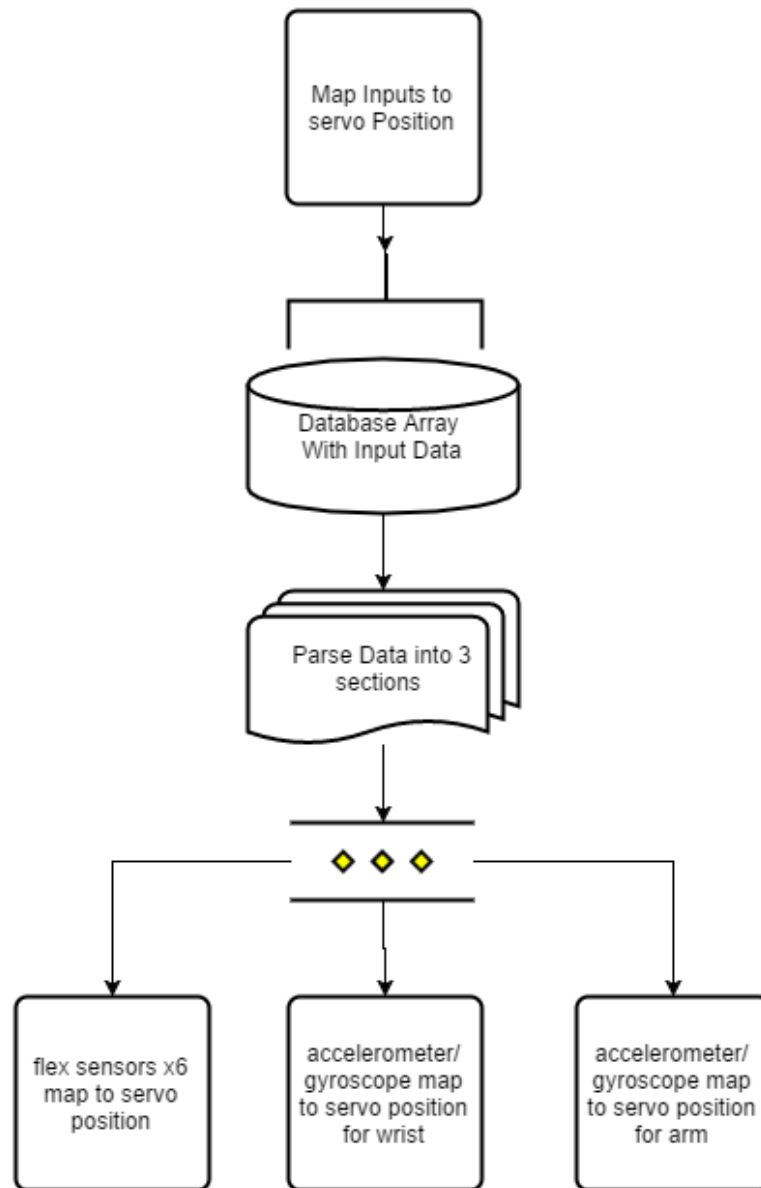 Map Inputs to
servo Position
Database Array
With Input Data
Parse Data into 3
sections
flex sensors x6
map to servo
position
accelerometer/
gyroscope map
to servo position
for wrist
accelerometer/
gyroscope map
to servo position
for arm